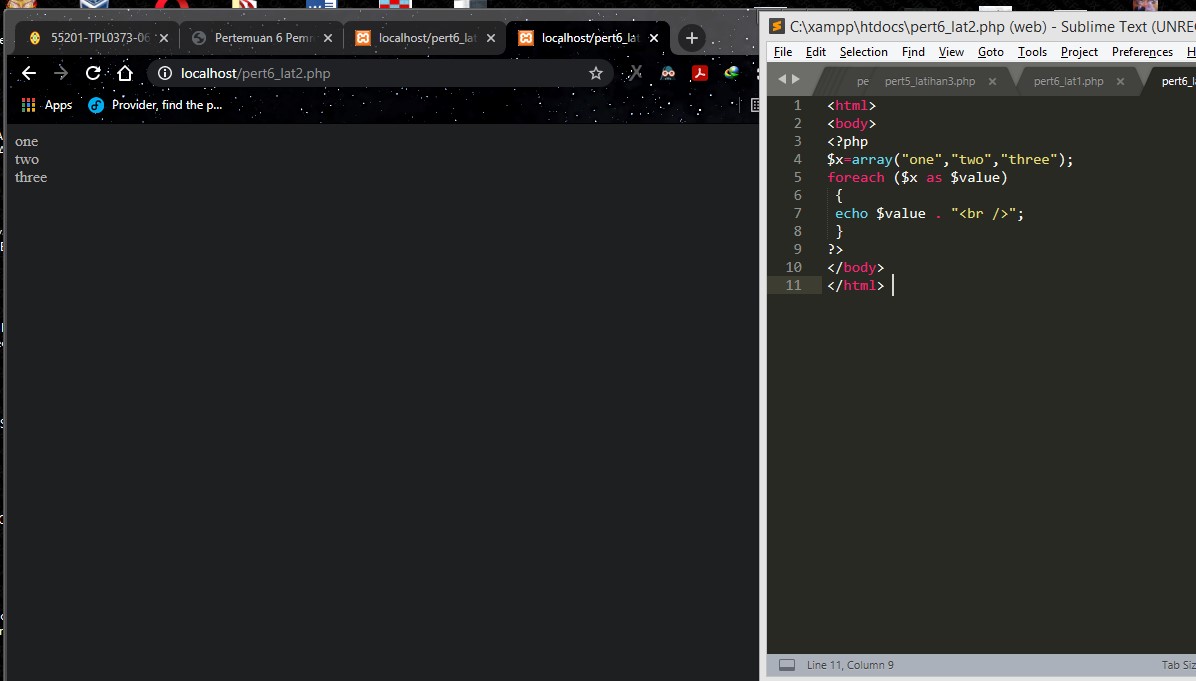 55201-TPL0373-06
Pertemuan 6 Pemr
localhost/pert6_lat
localhost/pert6_lat
localhost/pert6_lat2.php
Apps
Provider, find the p...
one
two
three
C:\xampp\htdocs\pert6_lat2.php (web) - Sublime Text (UNRE
File Edit Selection Find View Goto Tools Project Preferences H
pe pert5_latihan3.php pert6_lat1.php pert6_l
1 <html>
2 <body>
3 <?php
4 $x=array("one","two","three");
5 foreach ($x as $value)
6 {
7 echo $value . "<br />";
8 }
9 ?>
10 </body>
11 </html>
Line 11, Column 9 Tab Siz